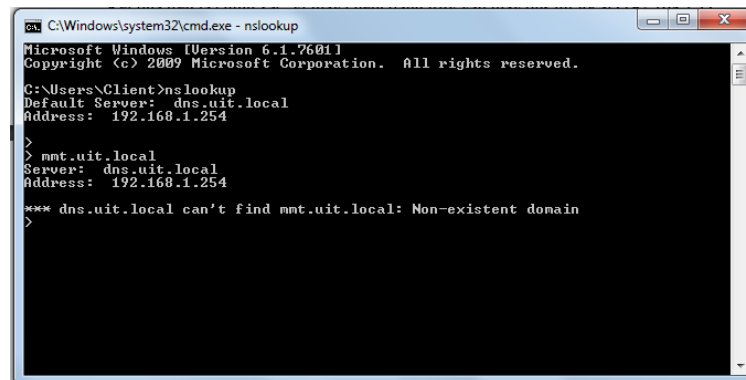 C:\Windows\system32\cmd.exe - nslookup
Microsoft Windows [Version 6.1.7601]
Copyright (c) 2009 Microsoft Corporation.  All rights reserved.
C:\Users\Client>nslookup
Default Server:  dns.uit.local
Address:  192.168.1.254
>
> mmt.uit.local
Server:  dns.uit.local
Address:  192.168.1.254
*** dns.uit.local can't find mmt.uit.local: Non-existent domain
>